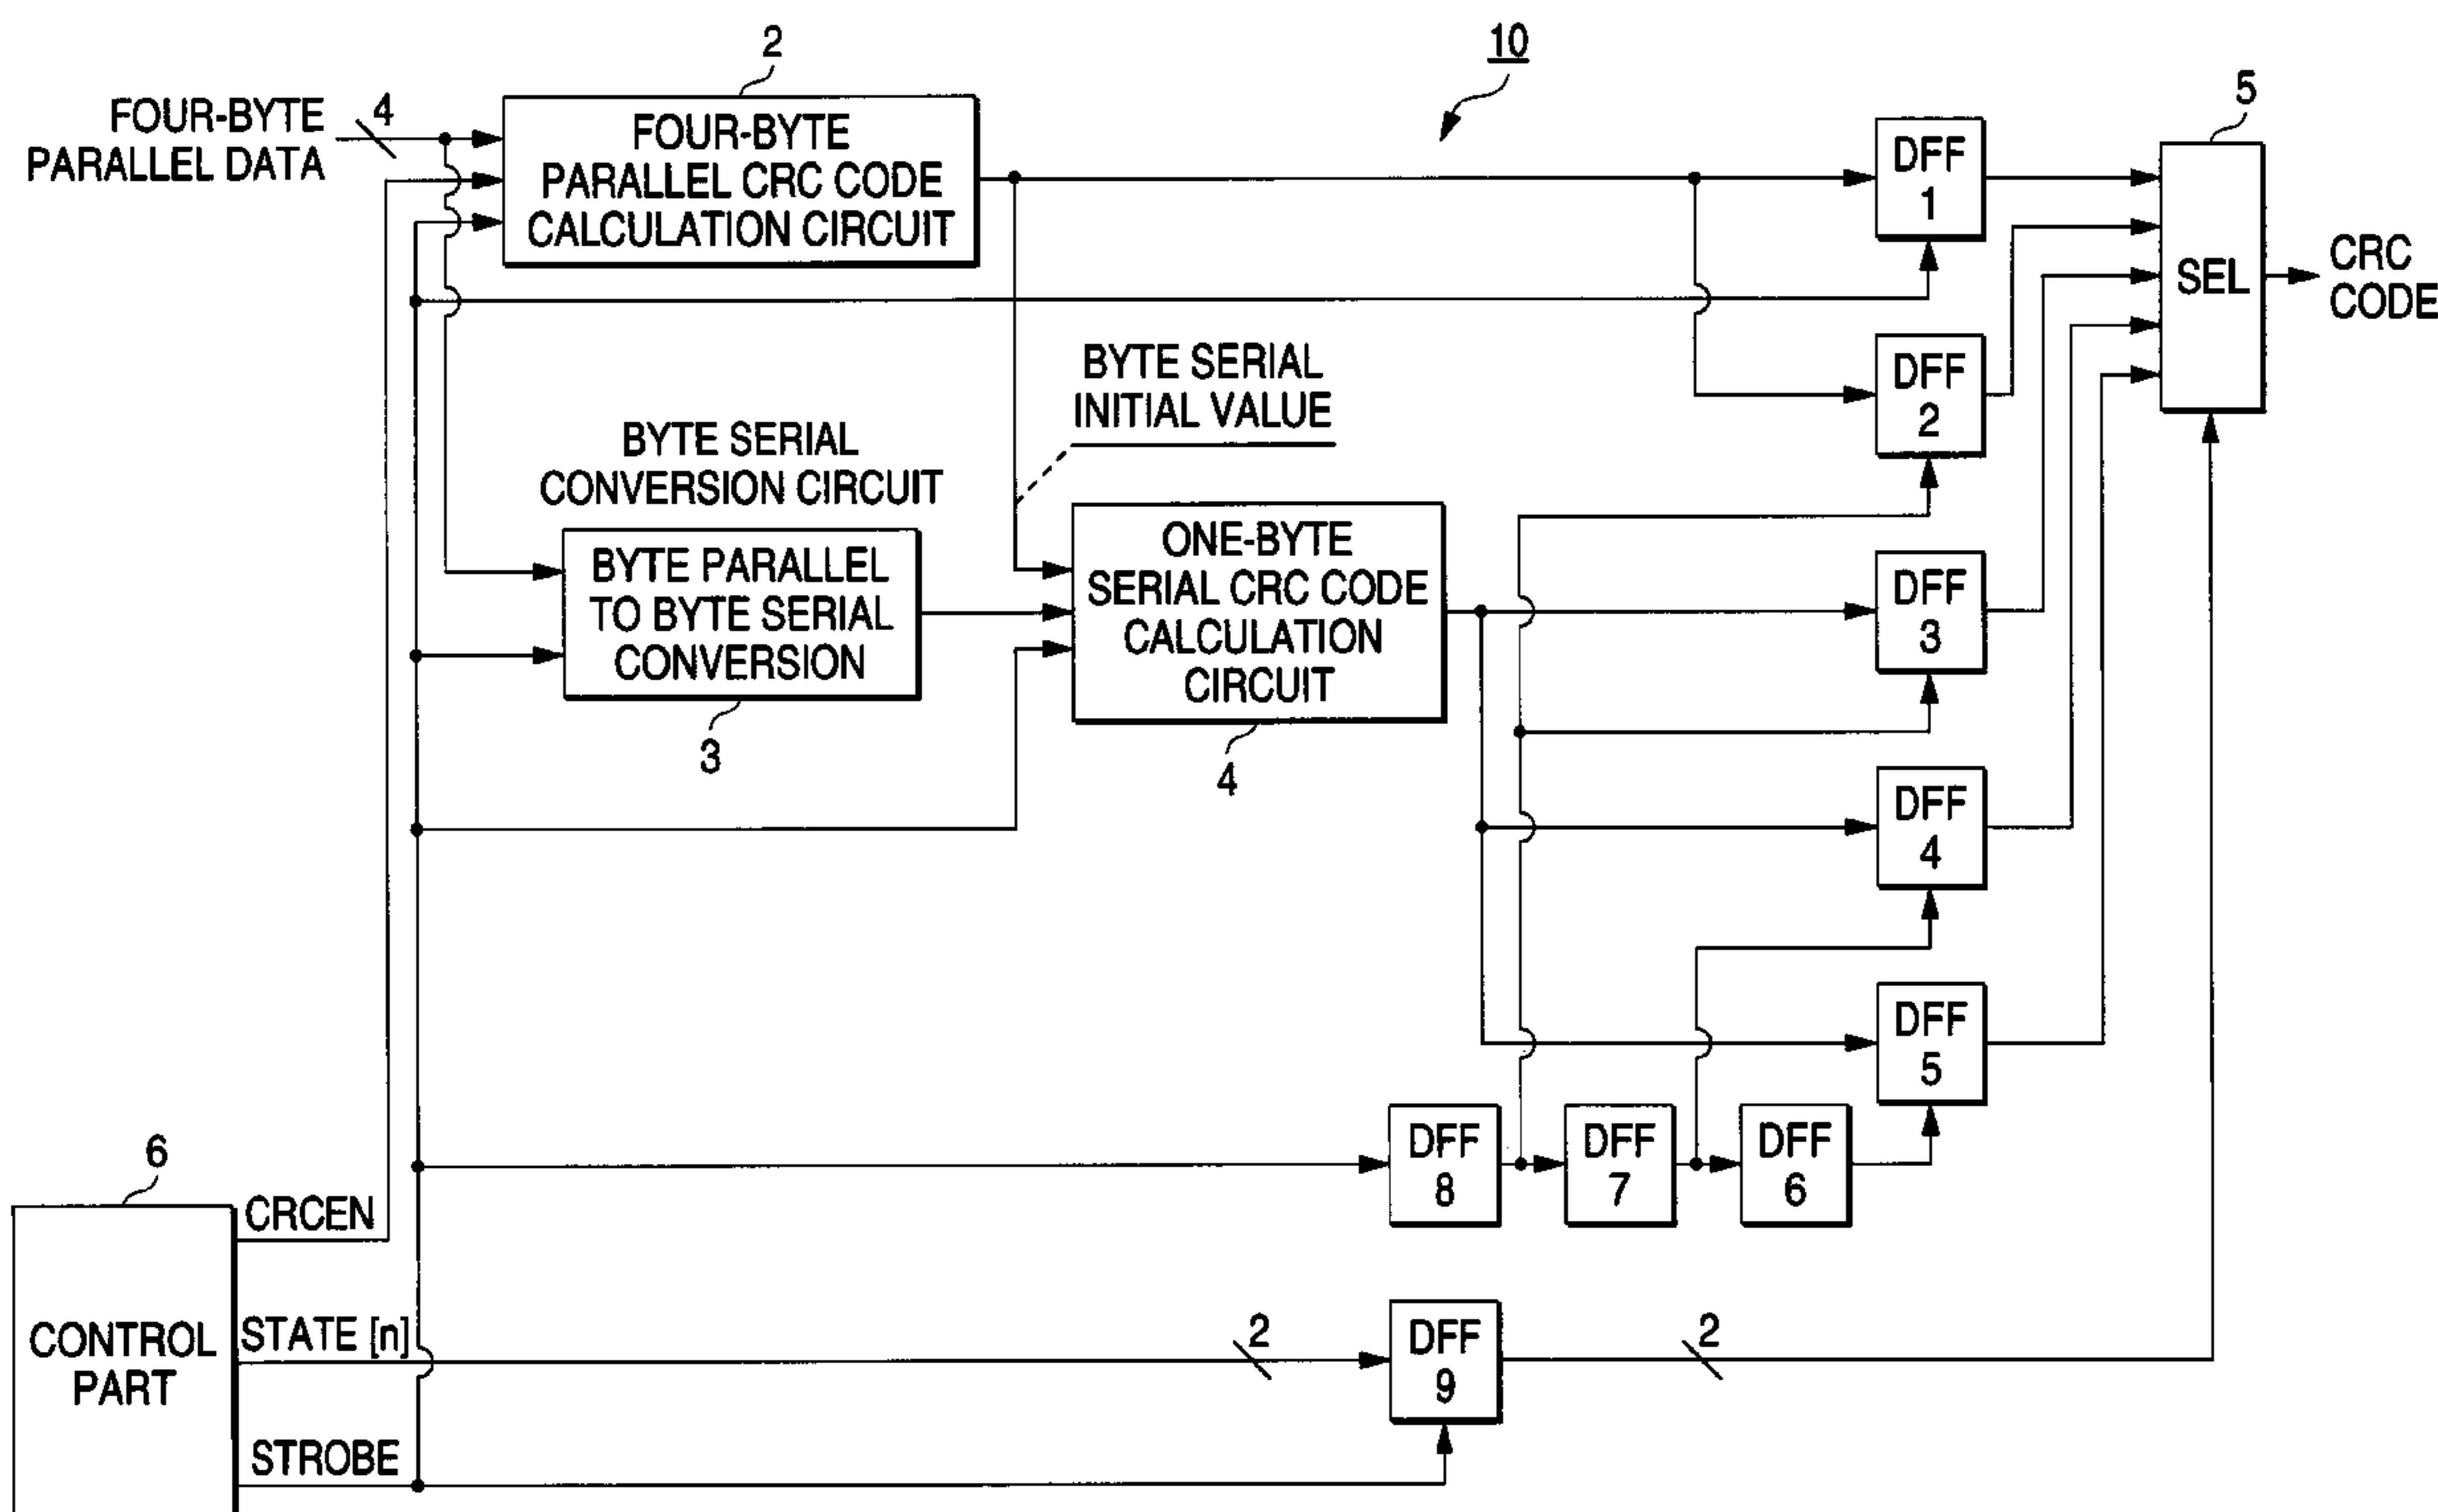 2
10
5
FOUR-BYTE
PARALLEL DATA
4
FOUR-BYTE
PARALLEL CRC CODE
CALCULATION CIRCUIT
DFF
1
SEL
CRC
CODE
BYTE SERIAL
INITIAL VALUE
DFF
2
BYTE SERIAL
CONVERSION CIRCUIT
BYTE PARALLEL
TO BYTE SERIAL
CONVERSION
3
ONE-BYTE
SERIAL CRC CODE
CALCULATION
CIRCUIT
4
DFF
3
DFF
4
DFF
5
DFF
8
DFF
7
DFF
6
6
CONTROL
PART
CRCEN
STATE [n]
STROBE
2
DFF
9
2